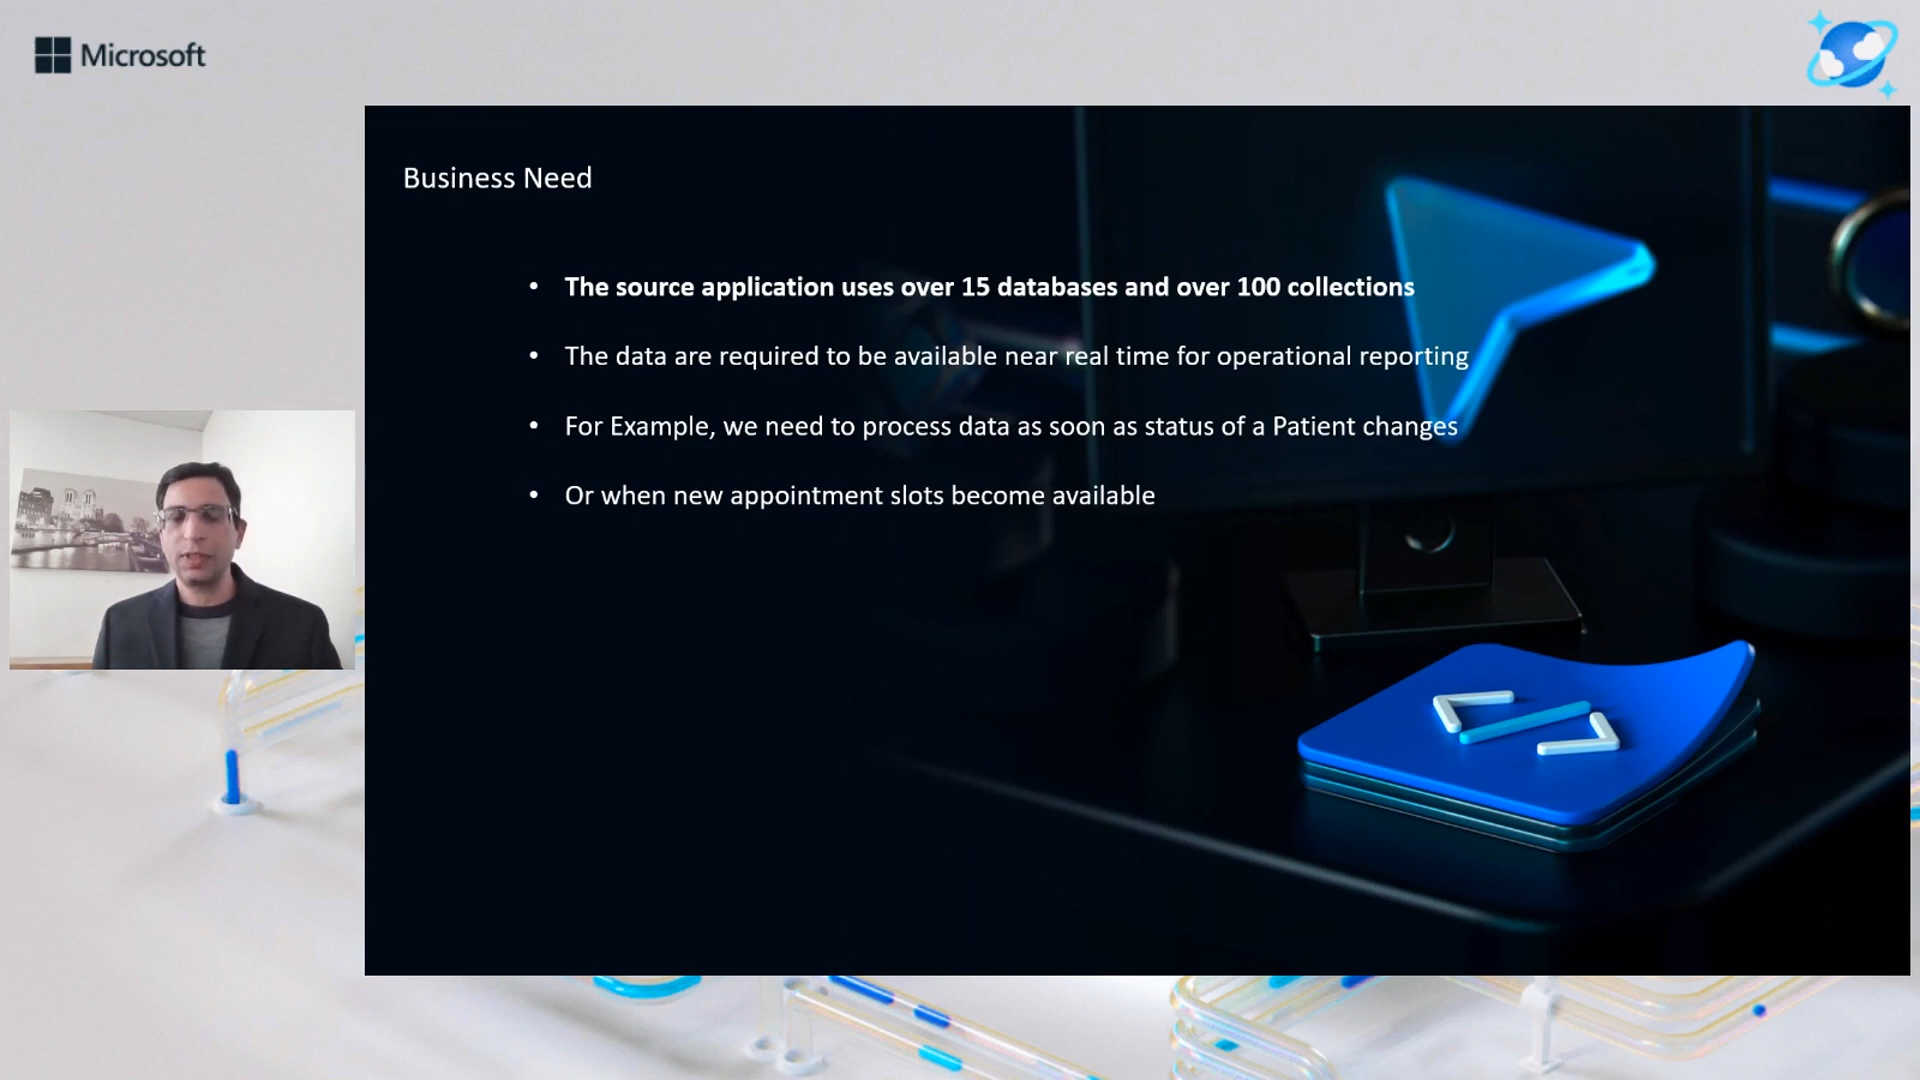 Microsoft
Business Need
• The source application uses over 15 databases and over 100 collections
• The data are required to be available near real time for operational reporting
• For Example, we need to process data as soon as status of a Patient changes
• Or when new appointment slots become available